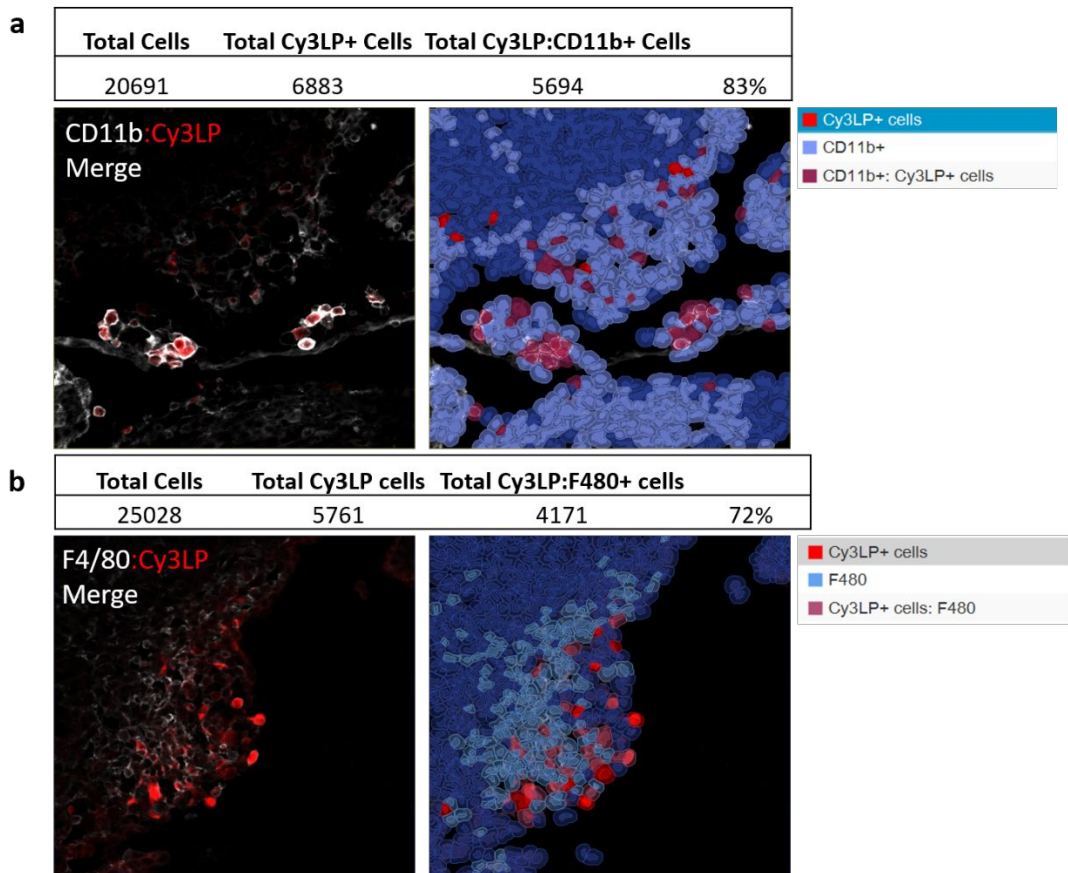 a
Total Cells Total Cy3LP+ Cells Total Cy3LP:CD11b+ Cells
20691 6883 5694 83%
CD11b:Cy3LP
Merge
Cy3LP+ cells
CD11b+
CD11b+: Cy3LP+ cells
b
Total Cells Total Cy3LP cells Total Cy3LP:F480+ cells
25028 5761 4171 72%
F4/80:Cy3LP
Merge
Cy3LP+ cells
F480
Cy3LP+ cells: F480